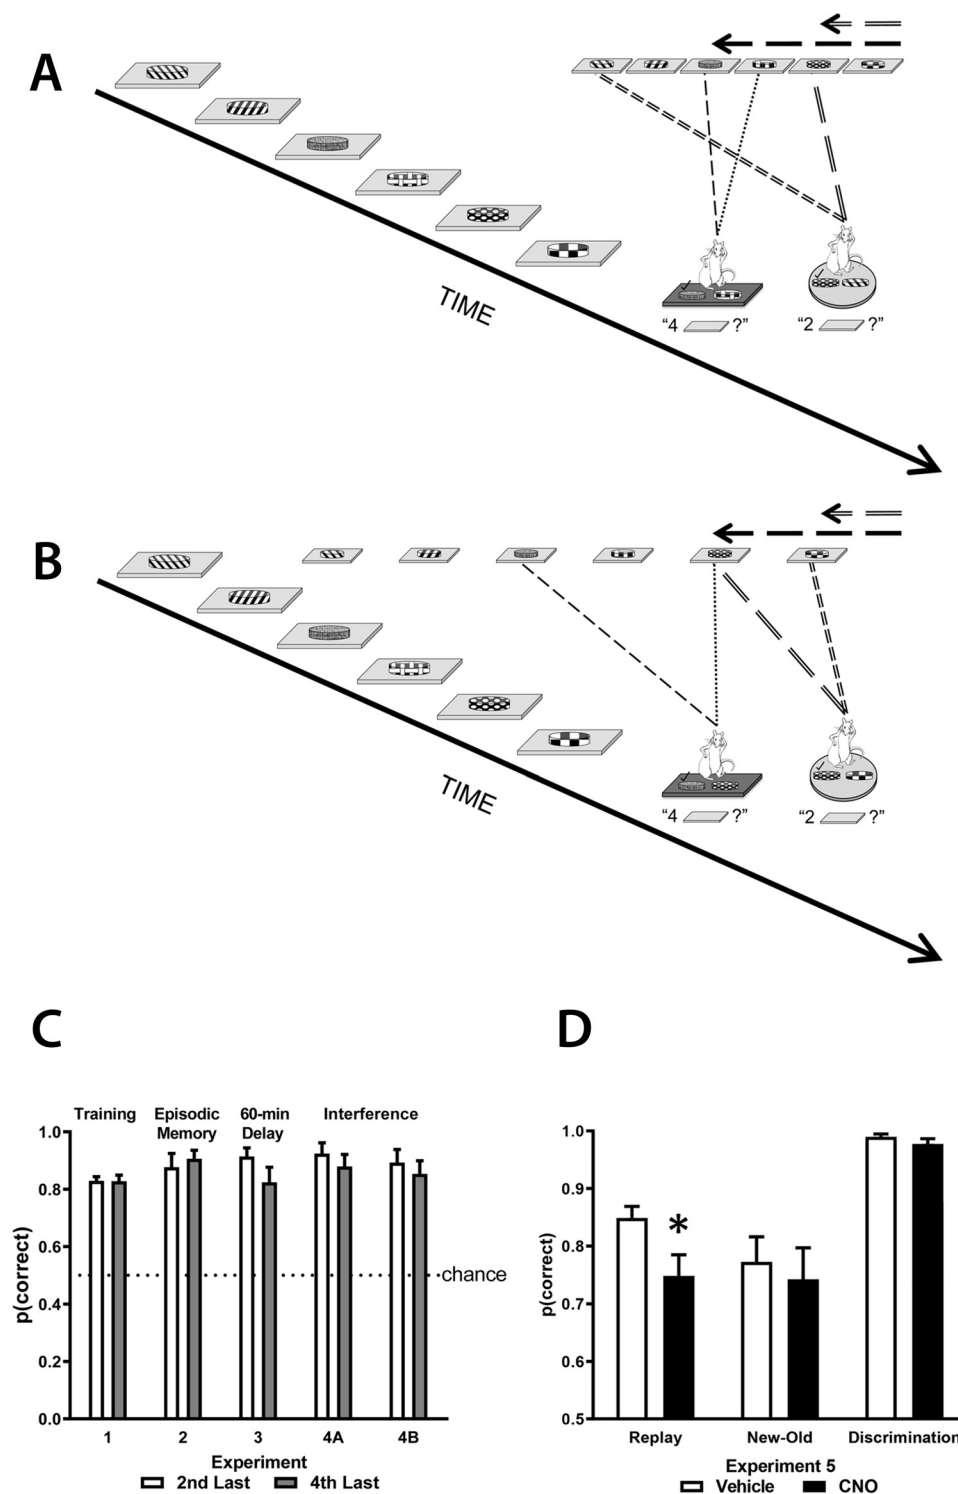 A
TIME
“4 ?”
“2 ?”
B
TIME
“4 ?”
“2 ?”
C
Training
Episodic
Memory
60-min
Delay
Interference
p(correct)
1.0
0.8
0.6
0.4
0.2
0.0
chance
1 2 3 4A 4B
Experiment
2nd Last 4th Last
D
p(correct)
1.0
0.9
0.8
0.7
0.6
0.5
*
Replay New-Old Discrimination
Experiment 5
Vehicle CNO